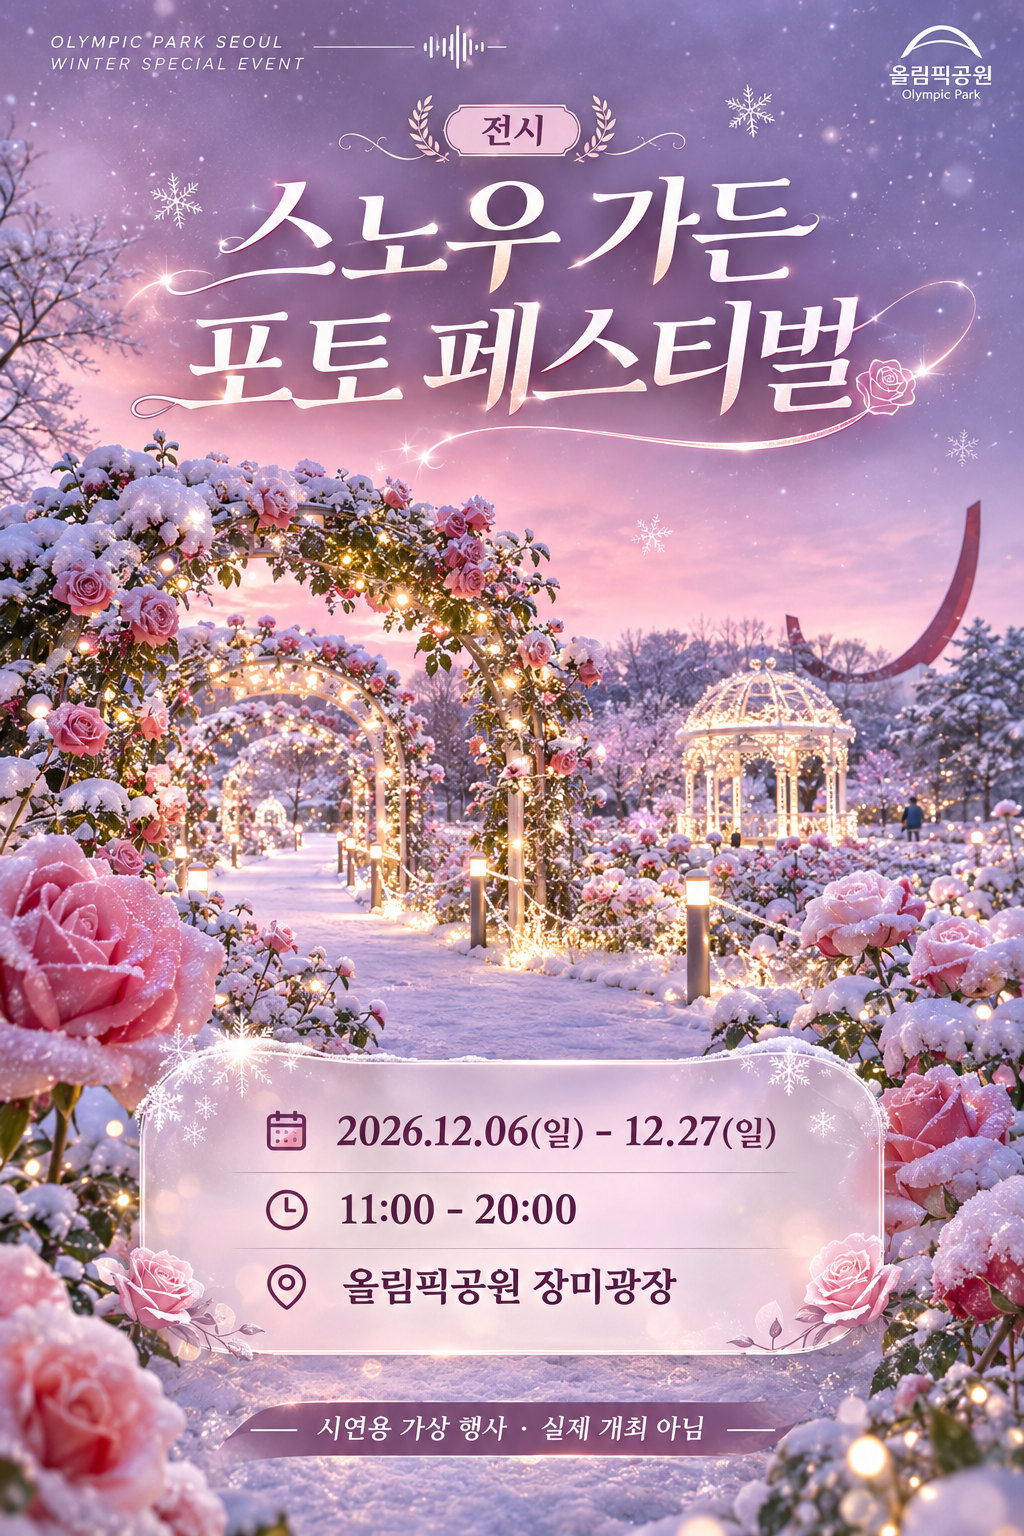 OLYMPIC PARK SEOUL
WINTER SPECIAL EVENT
올림픽공원
Olympic Park
전시
스노우 가든
포토 페스티벌
2026.12.06(일) - 12.27(일)
11:00 - 20:00
올림픽공원 장미광장
시연용 가상 행사 · 실제 개최 아님